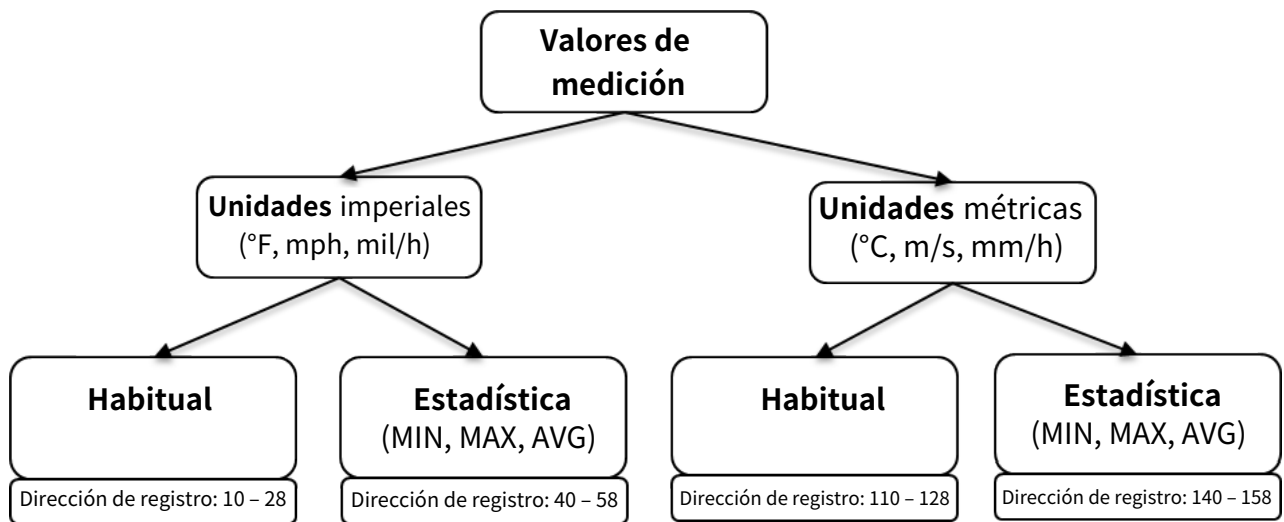 Valores de
medición
Unidades imperiales
(°F, mph, mil/h)
Unidades métricas
(°C, m/s, mm/h)
Habitual
Dirección de registro: 10 – 28
Estadística
(MIN, MAX, AVG)
Dirección de registro: 40 – 58
Habitual
Dirección de registro: 110 – 128
Estadística
(MIN, MAX, AVG)
Dirección de registro: 140 – 158